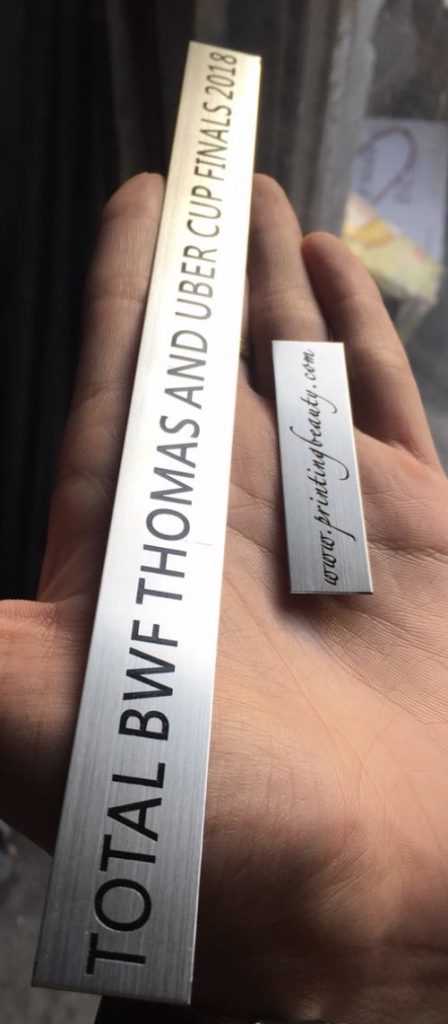 TOTAL BWF THOMAS AND UBER CUP FINALS 2018
www.printingbeauty.com